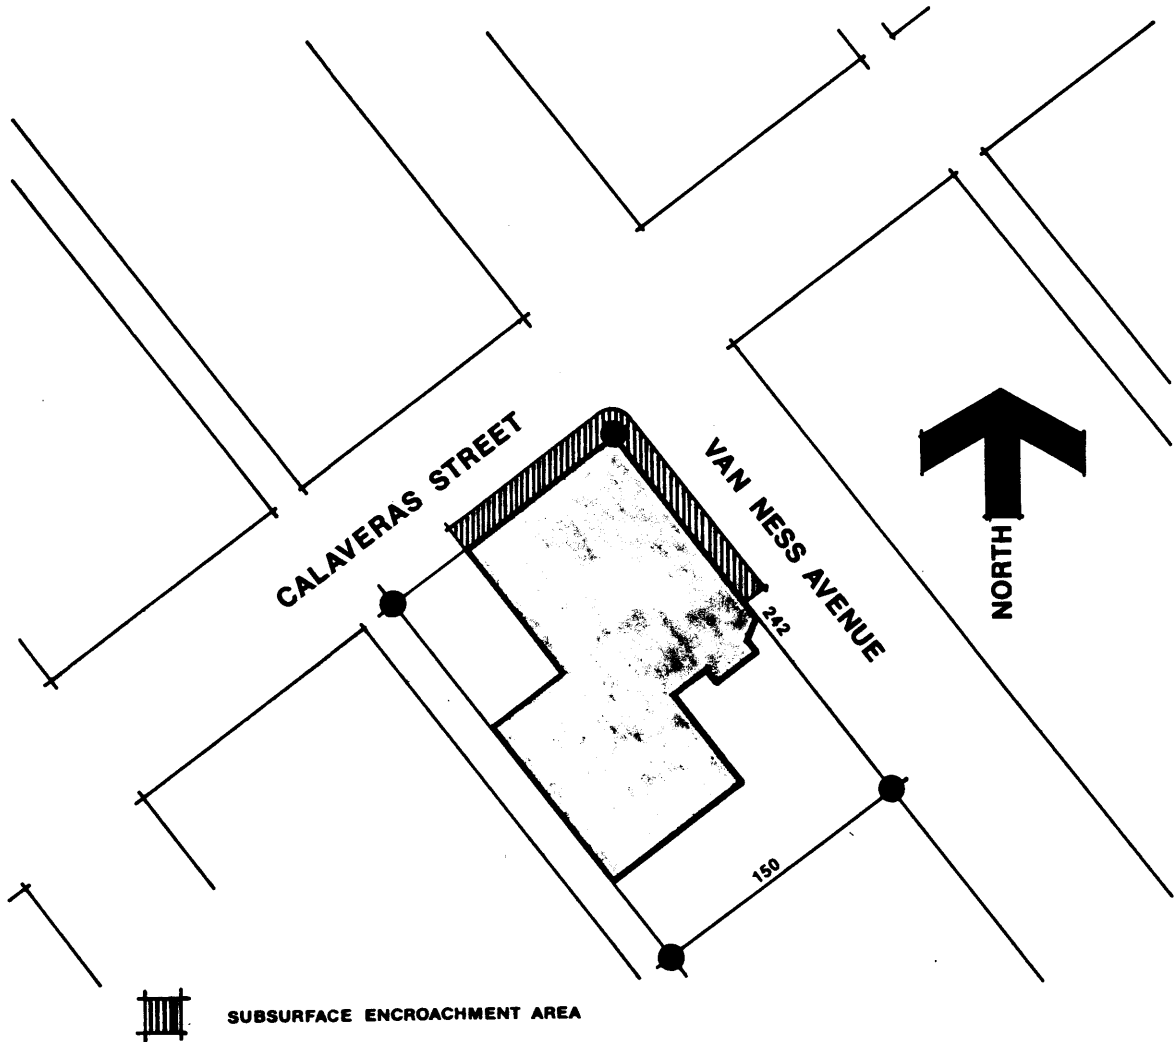 CALAVERAS STREET
VAN NESS AVENUE
NORTH
242
150
SUBSURFACE ENCROACHMENT AREA